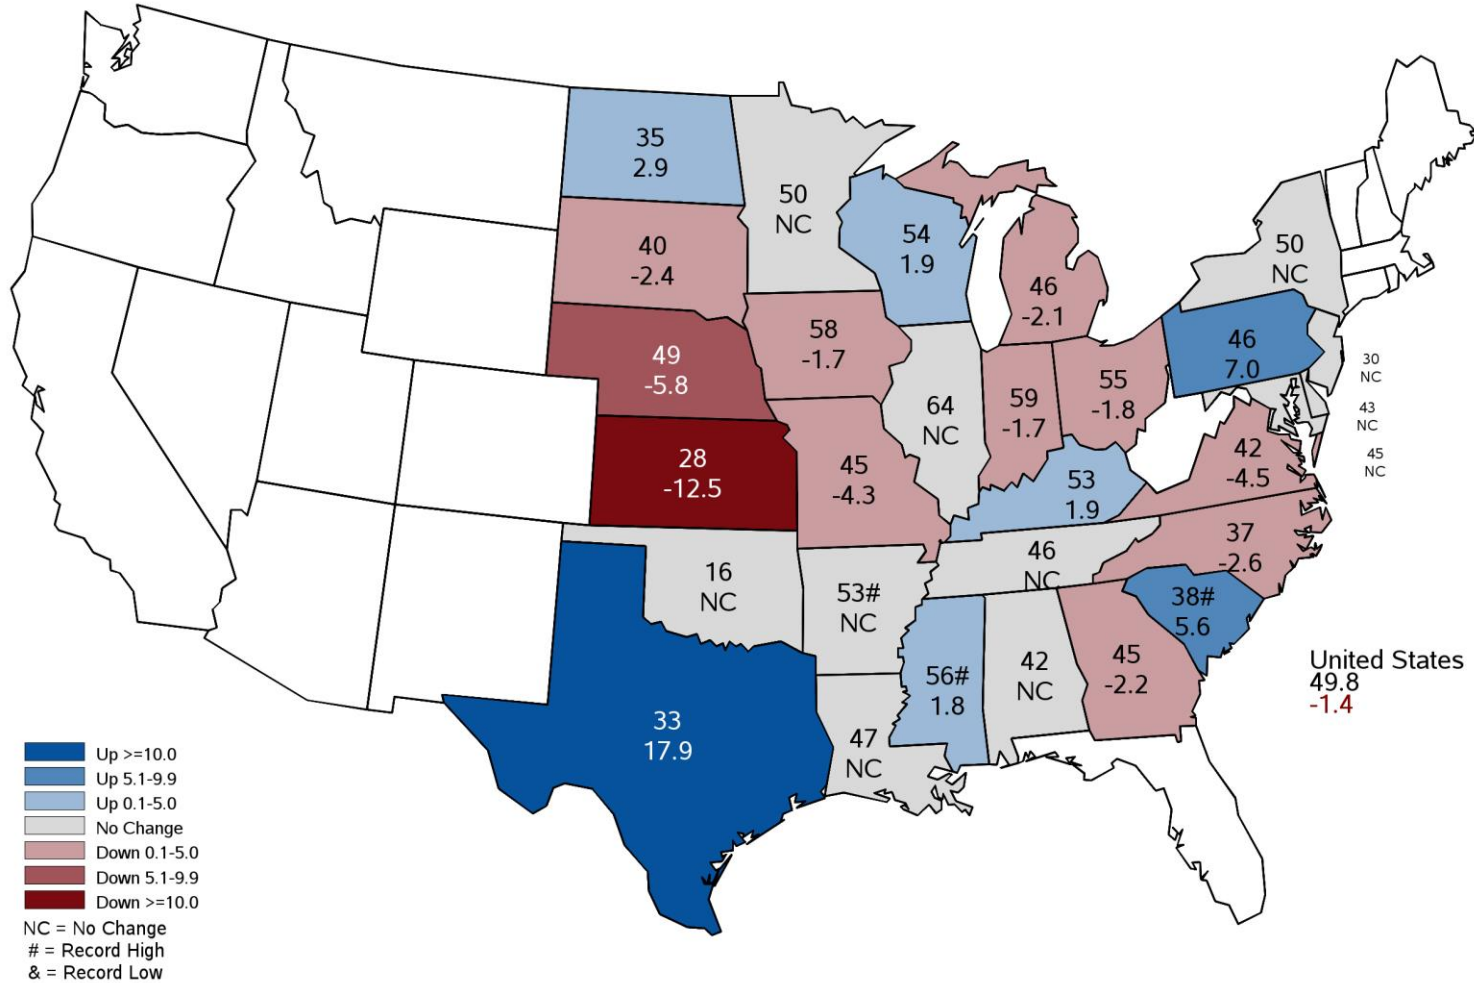 35
2.9
50
NC
54
1.9
40
-2.4
46
-2.1
50
NC
49
-5.8
58
-1.7
46
7.0
30
NC
64
NC
59
-1.7
55
-1.8
43
NC
28
-12.5
45
-4.3
53
1.9
42
-4.5
45
NC
16
NC
53#
NC
46
NC
37
-2.6
38#
5.6
33
17.9
47
NC
56#
1.8
42
NC
45
-2.2
United States
49.8
-1.4
Up >=10.0
Up 5.1-9.9
Up 0.1-5.0
No Change
Down 0.1-5.0
Down 5.1-9.9
Down >=10.0
NC = No Change
# = Record High
& = Record Low